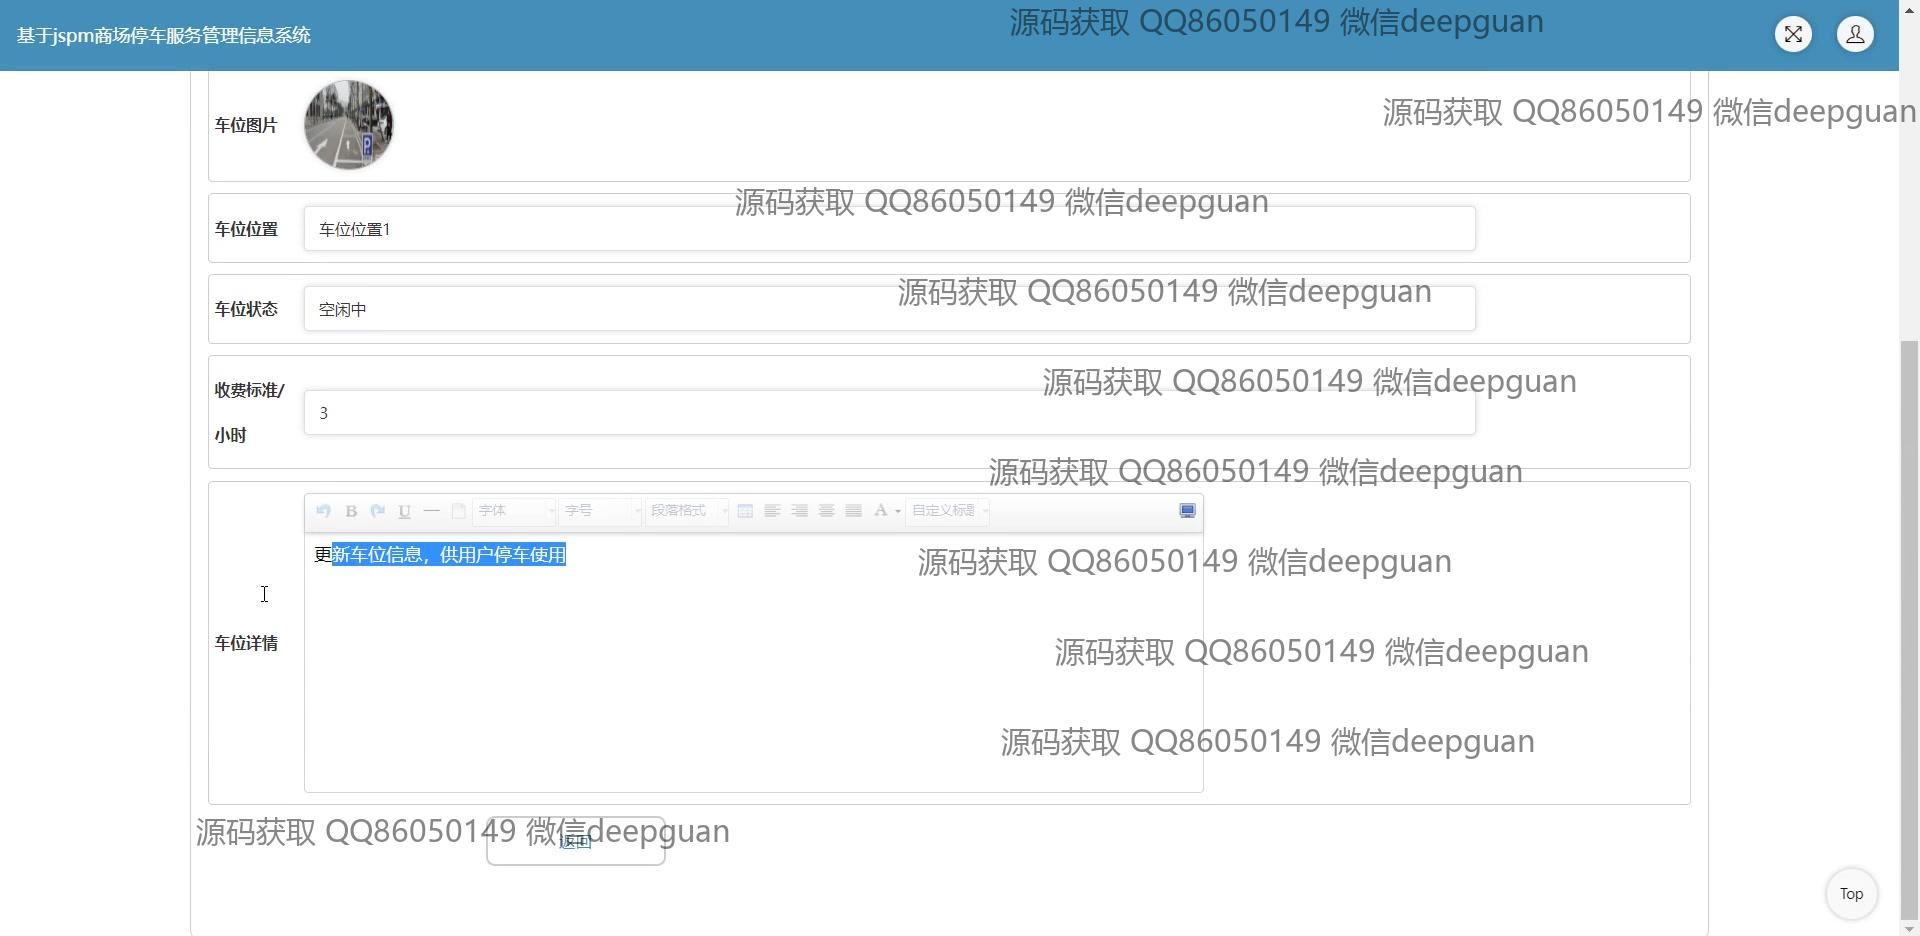 基于jspm商场停车服务管理信息系统
源码获取 QQ86050149 微信deepguan
车位图片
P
源码获取 QQ86050149 微信deepguan
源码获取 QQ86050149 微信deepguan
车位位置
车位位置1
源码获取 QQ86050149 微信deepguan
车位状态
空闲中
源码获取 QQ86050149 微信deepguan
收费标准/
小时
3
源码获取 QQ86050149 微信deepguan
B U 字体 字号 段落格式 A 自定义标题
更新车位信息，供用户停车使用
源码获取 QQ86050149 微信deepguan
车位详情
源码获取 QQ86050149 微信deepguan
源码获取 QQ86050149 微信deepguan
源码获取 QQ86050149 微信deepguan
返回
Top